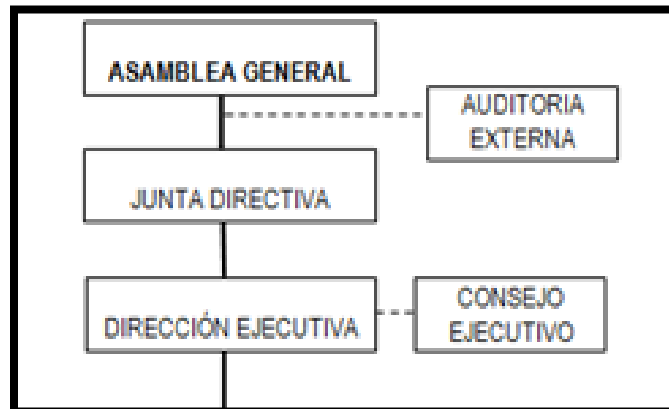 ASAMBLEA GENERAL
AUDITORIA
EXTERNA
JUNTA DIRECTIVA
DIRECCIÓN EJECUTIVA
CONSEJO
EJECUTIVO